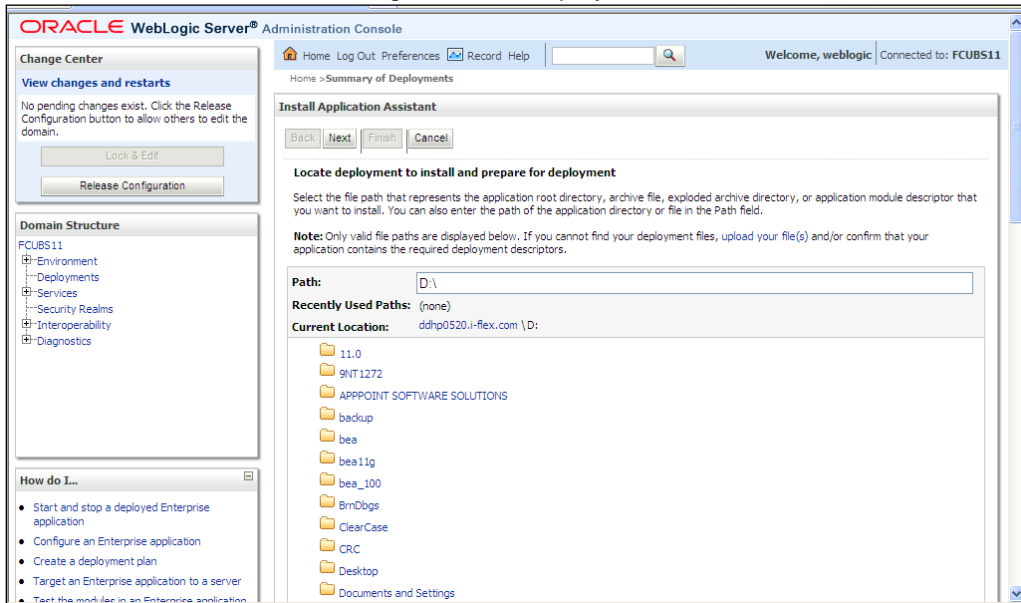 ORACLE WebLogic Server® Administration Console
Change Center
View changes and restarts
No pending changes exist. Click the Release
Configuration button to allow others to edit the
domain.
Lock & Edit
Release Configuration
Domain Structure
FCUBS11
Environment
Deployments
Services
Security Realms
Interoperability
Diagnostics
How do I...
Start and stop a deployed Enterprise
application
Configure an Enterprise application
Create a deployment plan
Target an Enterprise application to a server
Test the modules in an Enterprise application
Home Log Out Preferences Record Help
Welcome, weblogic Connected to: FCUBS11
Home >Summary of Deployments
Install Application Assistant
Back Next Finish Cancel
Locate deployment to install and prepare for deployment
Select the file path that represents the application root directory, archive file, exploded archive directory, or application module descriptor that
you want to install. You can also enter the path of the application directory or file in the Path field.
Note: Only valid file paths are displayed below. If you cannot find your deployment files, upload your file(s) and/or confirm that your
application contains the required deployment descriptors.
Path: D:\
Recently Used Paths: (none)
Current Location: ddhp0520.i-flex.com \D:
11.0
9NT1272
APPPOINT SOFTWARE SOLUTIONS
backup
bea
bea11g
bea_100
BrnDbgs
ClearCase
CRC
Desktop
Documents and Settings